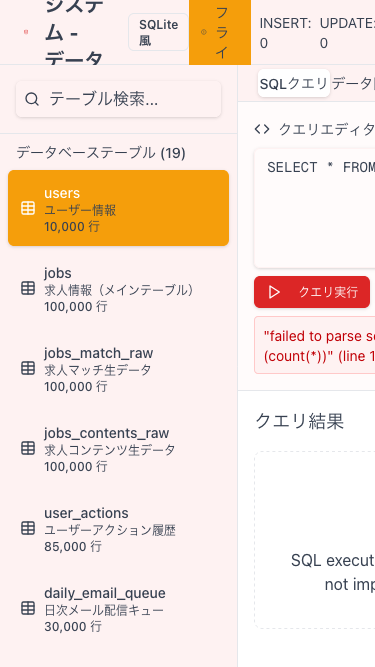 システ
ム -
データ
SQLite
風
フ
ラ
イ
INSERT:
0
UPDATE:
0
テーブル検索...
データベーステーブル (19)
users
ユーザー情報
10,000 行
jobs
求人情報（メインテーブル）
100,000 行
jobs_match_raw
求人マッチ生データ
100,000 行
jobs_contents_raw
求人コンテンツ生データ
100,000 行
user_actions
ユーザーアクション履歴
85,000 行
daily_email_queue
日次メール配信キュー
30,000 行
SQLクエリ
データ
クエリエディタ
SELECT * FROM
クエリ実行
"failed to parse se
(count(*))" (line 1
クエリ結果
SQL execut
not imp